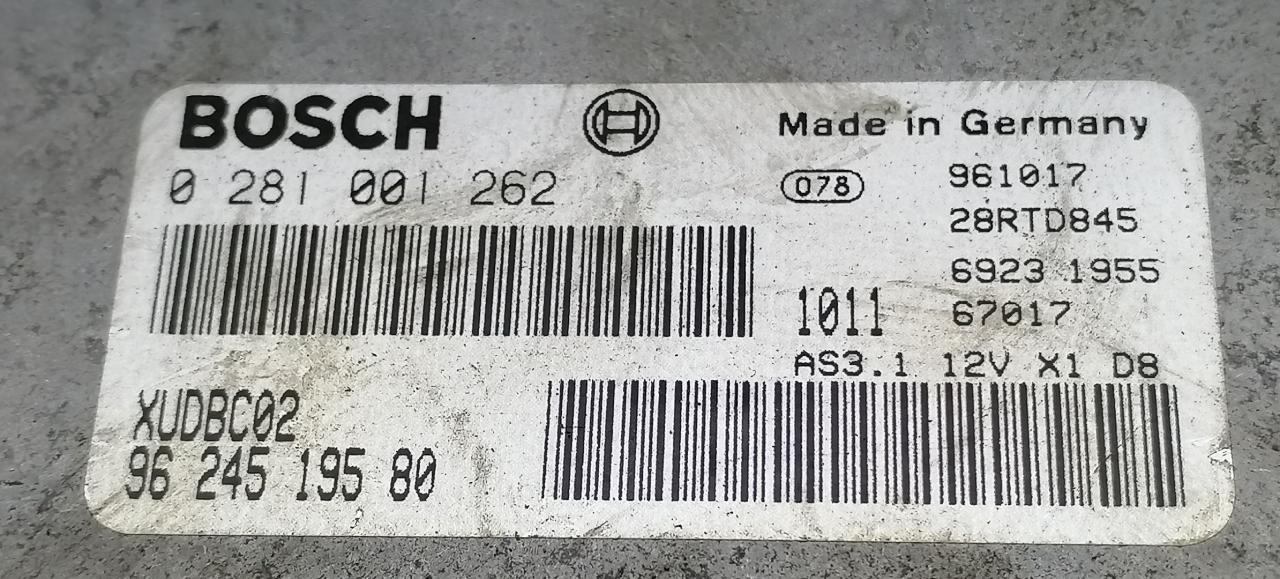 BOSCH
Made in Germany
0 281 001 262
078
961017
28RTD845
6923 1955
1011
67017
AS3.1 12V X1 D8
XUDBC02
96 245 195 80